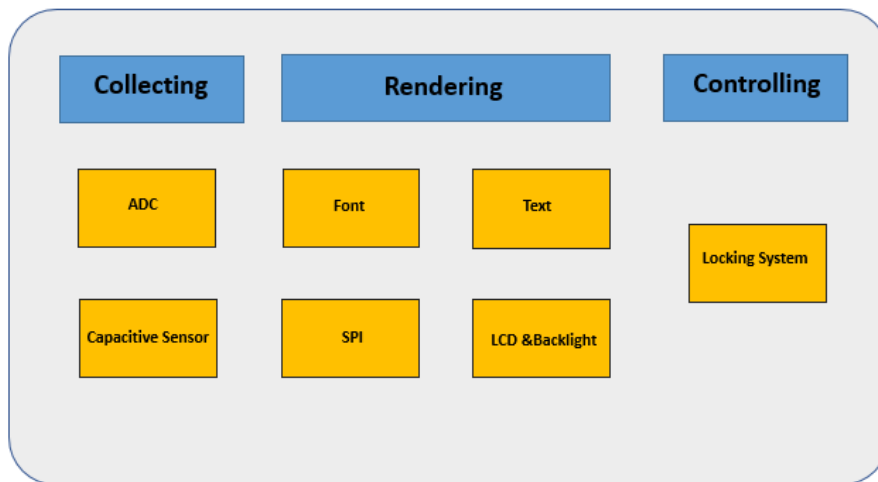 Collecting
Rendering
Controlling
ADC
Font
Text
Locking System
Capacitive Sensor
SPI
LCD &Backlight